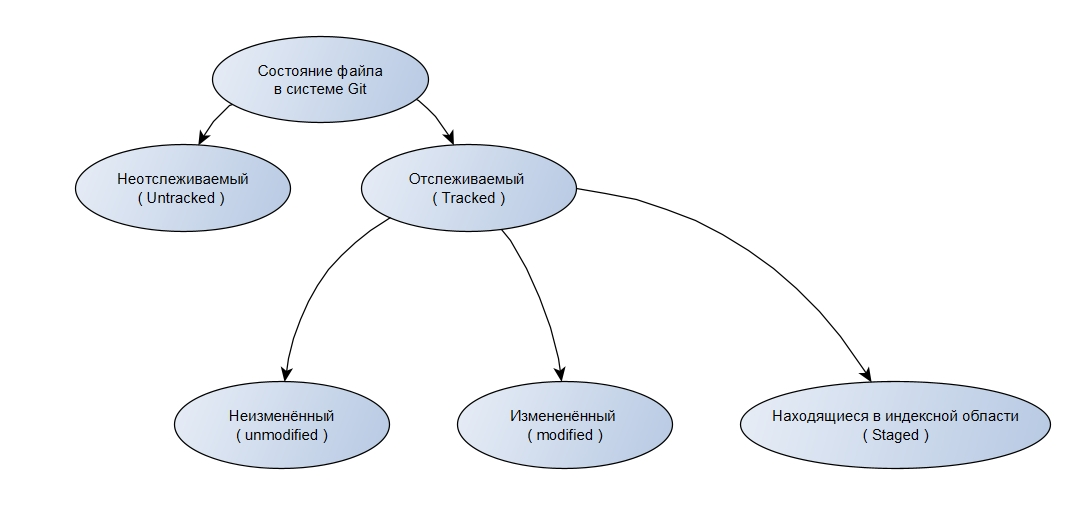 Состояние файла
в системе Git
Неотслеживаемый
( Untracked )
Отслеживаемый
( Tracked )
Неизменённый
( unmodified )
Измененённый
( modified )
Находящиеся в индексной области
( Staged )